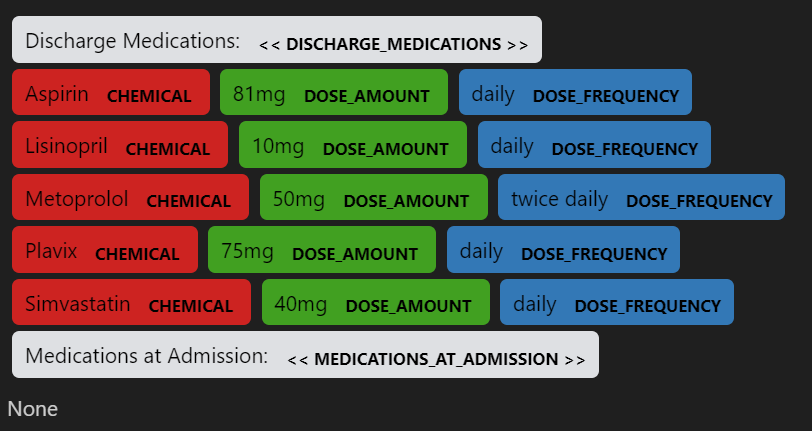 Discharge Medications: << DISCHARGE_MEDICATIONS >>
Aspirin CHEMICAL 81mg DOSE_AMOUNT daily DOSE_FREQUENCY
Lisinopril CHEMICAL 10mg DOSE_AMOUNT daily DOSE_FREQUENCY
Metoprolol CHEMICAL 50mg DOSE_AMOUNT twice daily DOSE_FREQUENCY
Plavix CHEMICAL 75mg DOSE_AMOUNT daily DOSE_FREQUENCY
Simvastatin CHEMICAL 40mg DOSE_AMOUNT daily DOSE_FREQUENCY
Medications at Admission: << MEDICATIONS_AT_ADMISSION >>
None